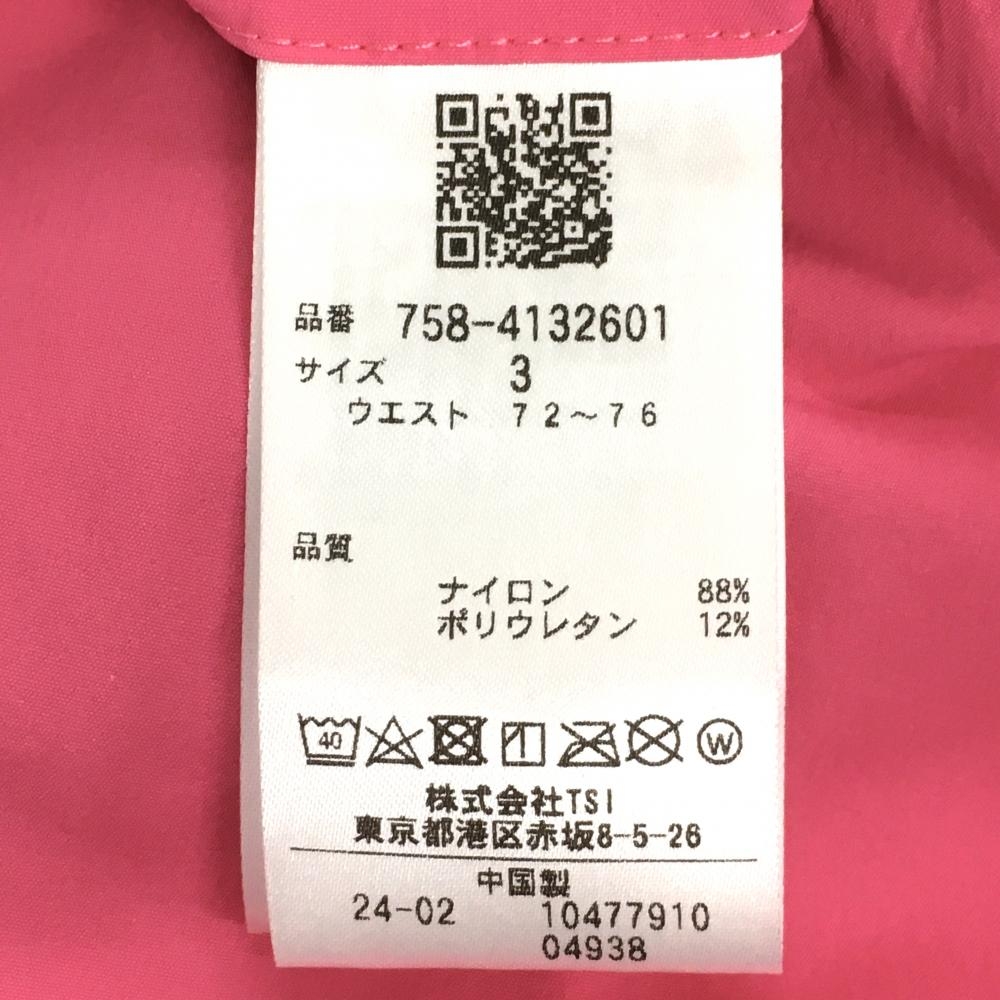 品番 758-4132601
サイズ 3
ウエスト 72～76
品質
ナイロン 88%
ポリウレタン 12%
40 W
株式会社TSI
東京都港区赤坂8-5-26
中国製
24-02 10477910
04938